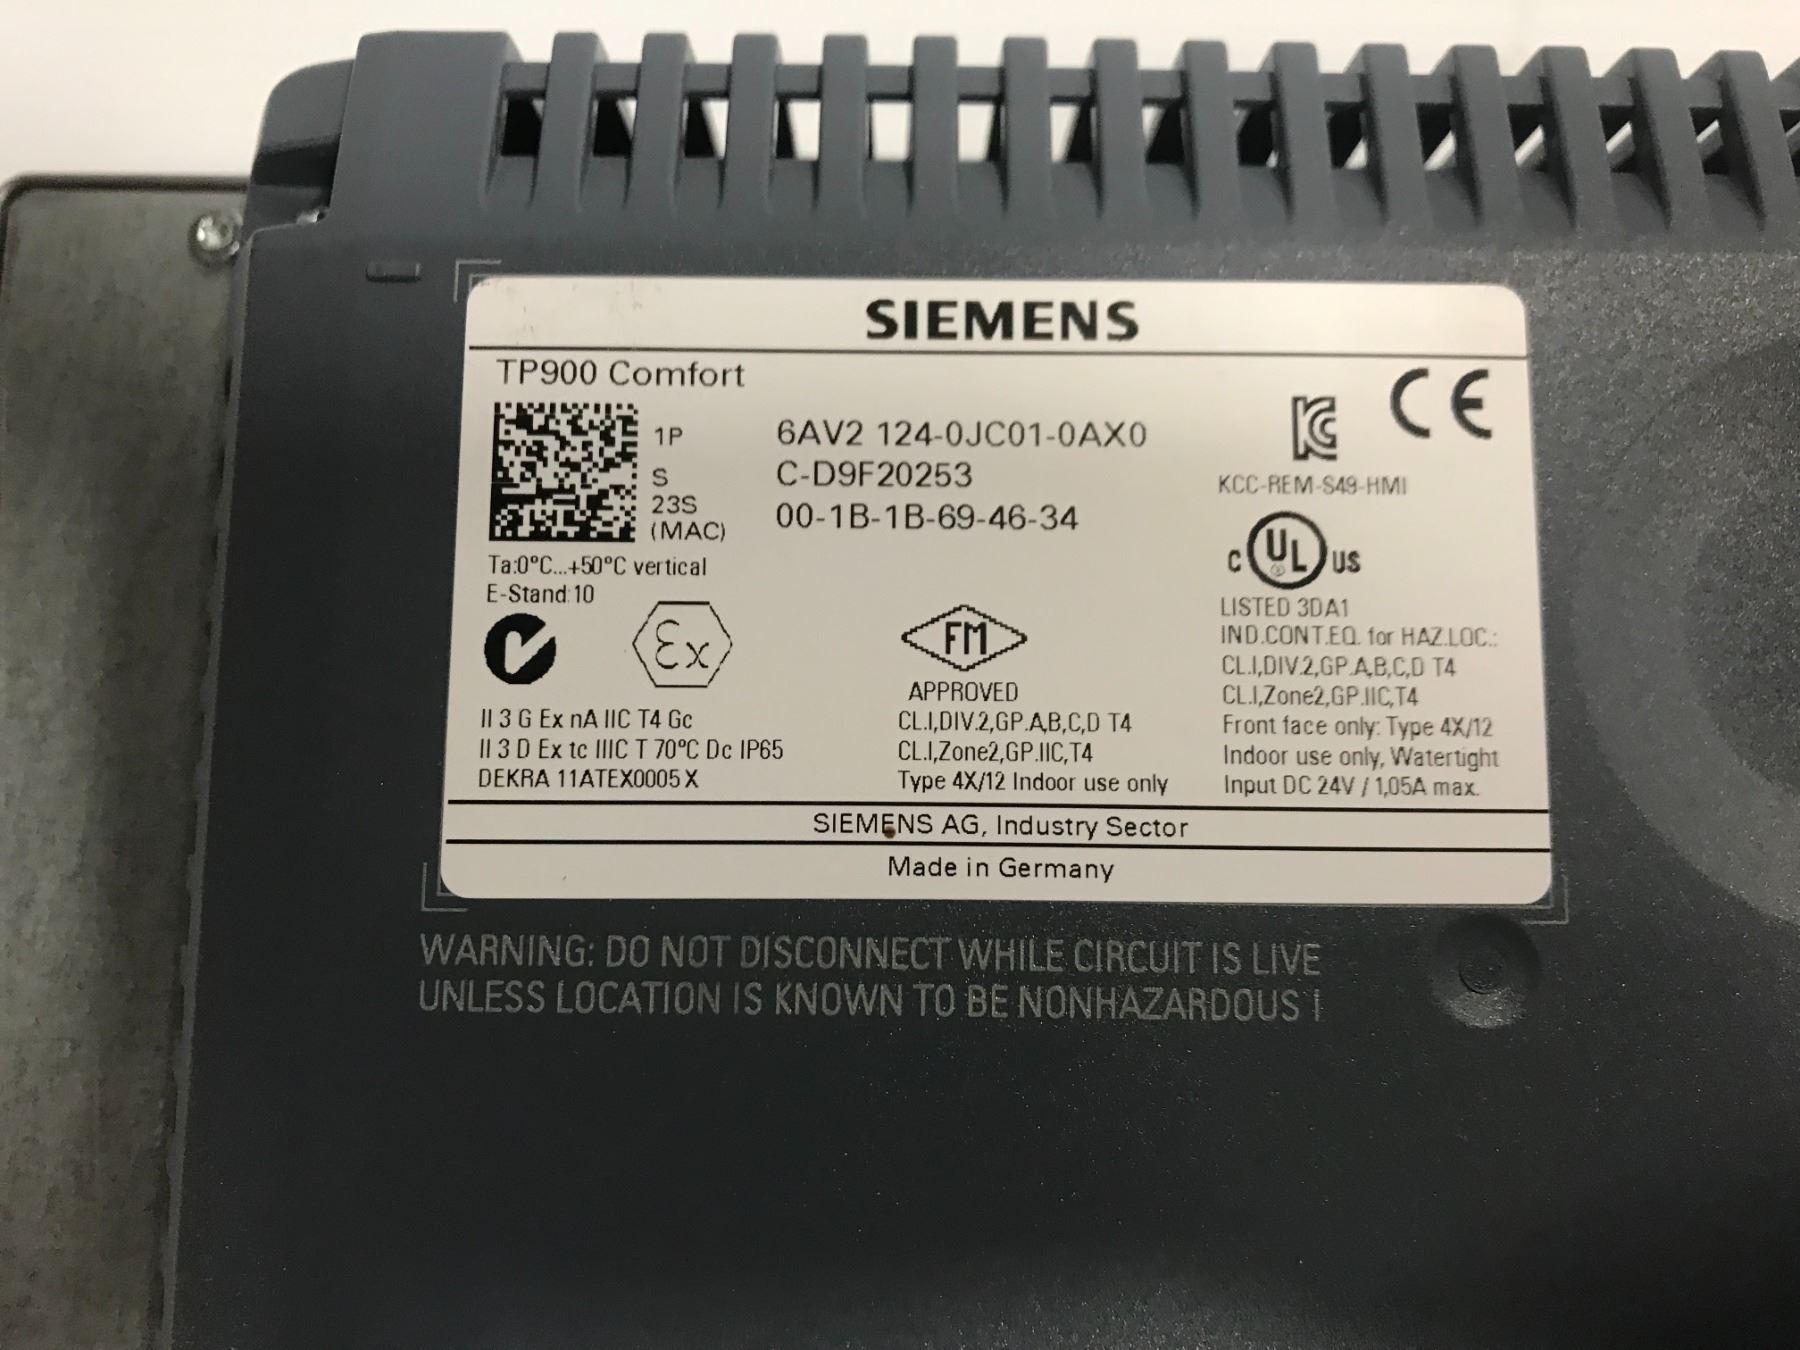 SIEMENS
TP900 Comfort
1P 6AV2 124-0JC01-0AX0
S C-D9F20253
23S
(MAC) 00-1B-1B-69-46-34
Ta:0°C...+50°C vertical
E-Stand:10
Ex
II 3 G Ex nA IIC T4 Gc
II 3 D Ex tc IIIC T 70°C Dc IP65
DEKRA 11ATEX0005 X
FM
APPROVED
CL.I,DIV.2,GP.A,B,C,D T4
CL.I,Zone2,GP.IIC,T4
Type 4X/12 Indoor use only
CE
KCC-REM-S49-HMI
C UL US
LISTED 3DA1
IND.CONT.EQ. for HAZ.LOC.:
CL.I,DIV.2,GP.A,B,C,D T4
CL.I,Zone2,GP.IIC,T4
Front face only: Type 4X/12
Indoor use only, Watertight
Input DC 24V / 1,05A max.
SIEMENS AG, Industry Sector
Made in Germany
WARNING: DO NOT DISCONNECT WHILE CIRCUIT IS LIVE
UNLESS LOCATION IS KNOWN TO BE NONHAZARDOUS !